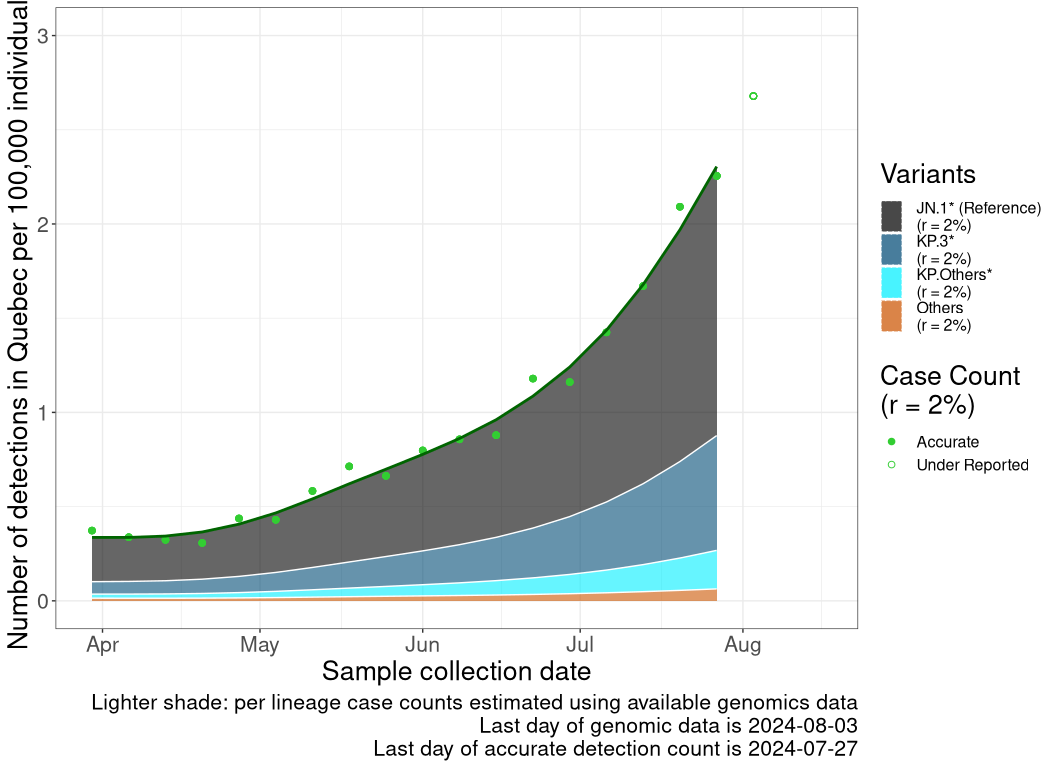 Number of detections in Quebec per 100,000 individual
3
2
1
0
Apr
May
Jun
Jul
Aug
Sample collection date
Lighter shade: per lineage case counts estimated using available genomics data
Last day of genomic data is 2024-08-03
Last day of accurate detection count is 2024-07-27
Variants
JN.1* (Reference)
(r = 2%)
KP.3*
(r = 2%)
KP.Others*
(r = 2%)
Others
(r = 2%)
Case Count
(r = 2%)
Accurate
Under Reported